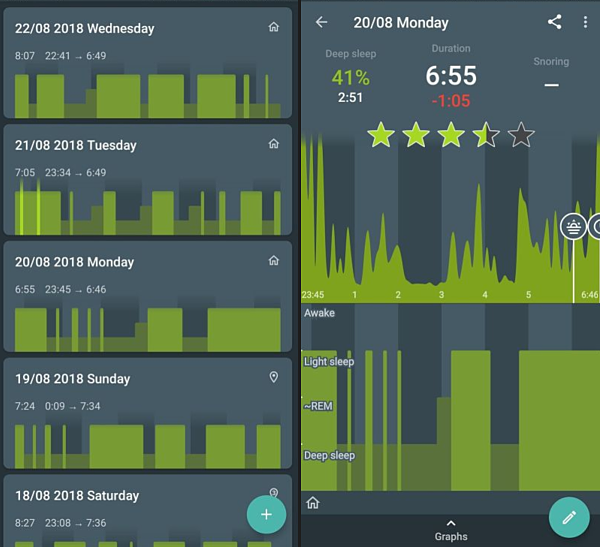 22/08 2018 Wednesday
8:07 22:41 → 6:49
21/08 2018 Tuesday
7:05 23:34 → 6:49
20/08 2018 Monday
6:55 23:45 → 6:46
19/08 2018 Sunday
7:24 0:09 → 7:34
18/08 2018 Saturday
8:27 23:08 → 7:36
20/08 Monday
Deep sleep
41%
2:51
Duration
6:55
-1:05
Snoring
–
23:45 1 2 3 4 5 6:46
Awake
Light sleep
~REM
Deep sleep
Graphs